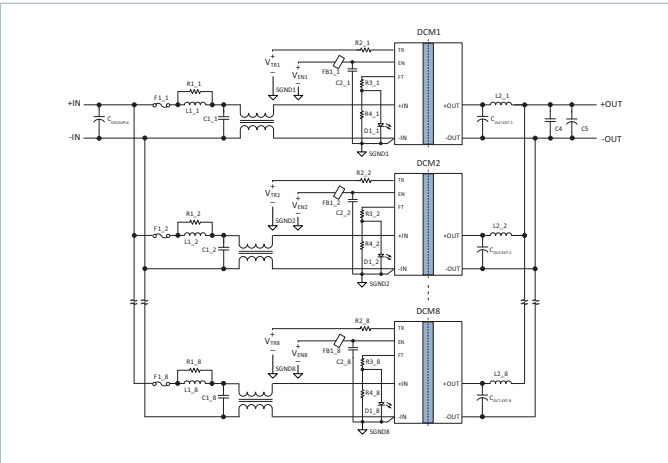 DCM1
R2_1
TR
V_TR1
+
−
V_EN1
+
−
FB1_1
EN
C2_1
FT
SGND1
R3_1
R1_1
+IN
F1_1
L1_1
+IN
+OUT
L2_1
+OUT
C_DECOUPLE
C1_1
R4_1
C_OUT-EXT-1
C4
C5
D1_1
-IN
-IN
-OUT
-OUT
SGND1
DCM2
R2_2
TR
V_TR2
+
−
V_EN2
+
−
FB1_2
EN
C2_2
FT
SGND2
R3_2
R1_2
F1_2
L1_2
+IN
+OUT
L2_2
C1_2
R4_2
C_OUT-EXT-2
D1_2
-IN
-OUT
SGND2
DCM8
R2_8
TR
V_TR8
+
−
V_EN8
+
−
FB1_8
EN
C2_8
FT
SGND8
R3_8
R1_8
F1_8
L1_8
+IN
+OUT
L2_8
C1_8
R4_8
C_OUT-EXT-8
D1_8
-IN
-OUT
SGND8